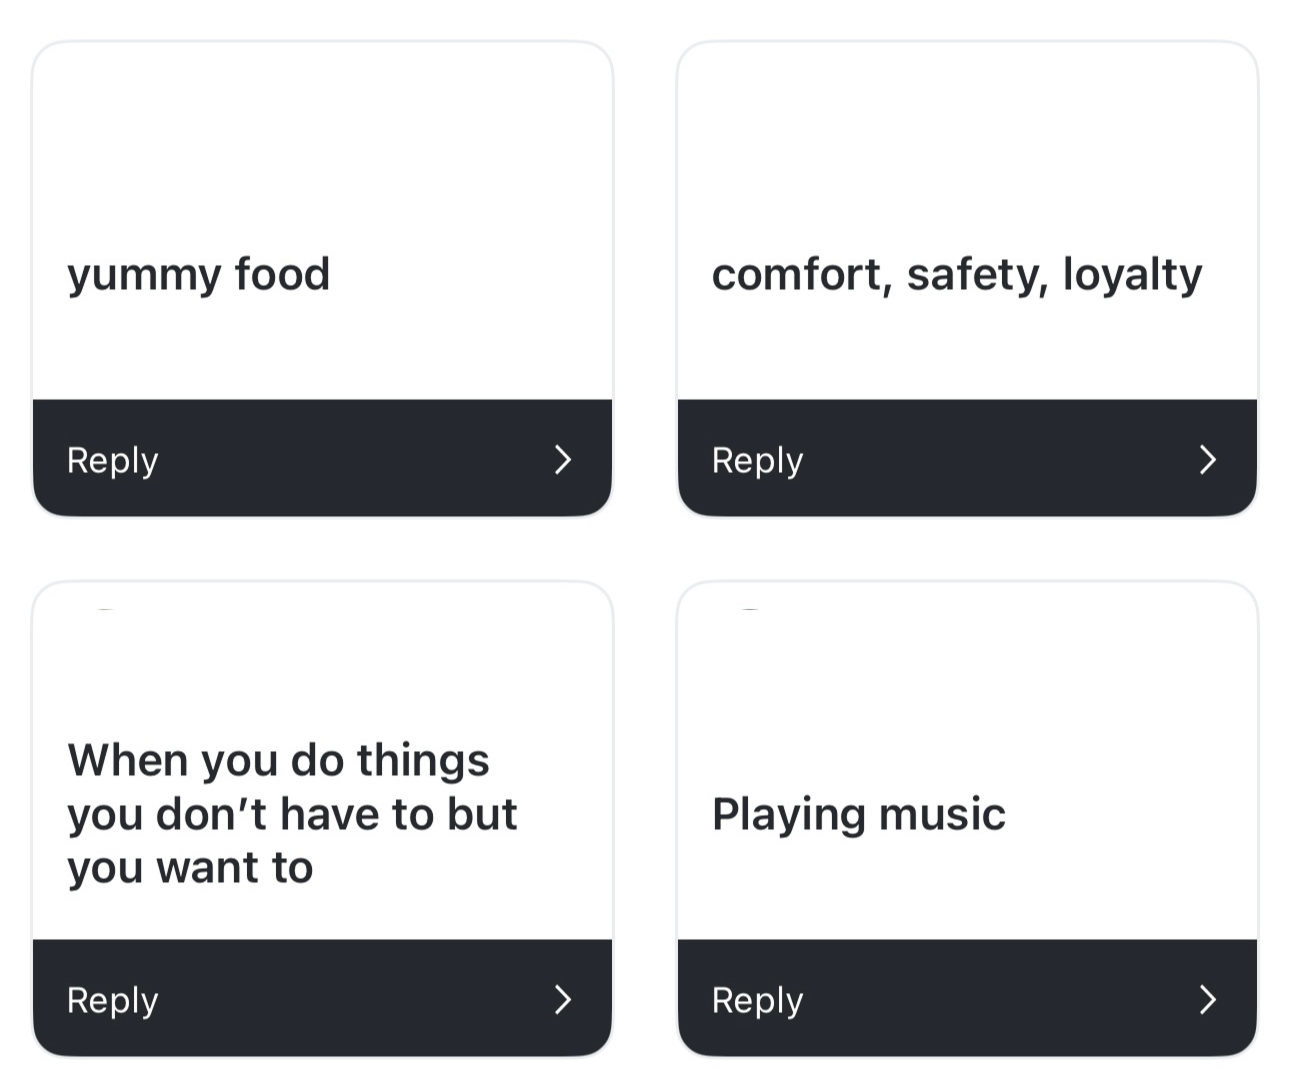 yummy food
comfort, safety, loyalty
Reply
Reply
When you do things
you don’t have to but
you want to
Playing music
Reply
Reply